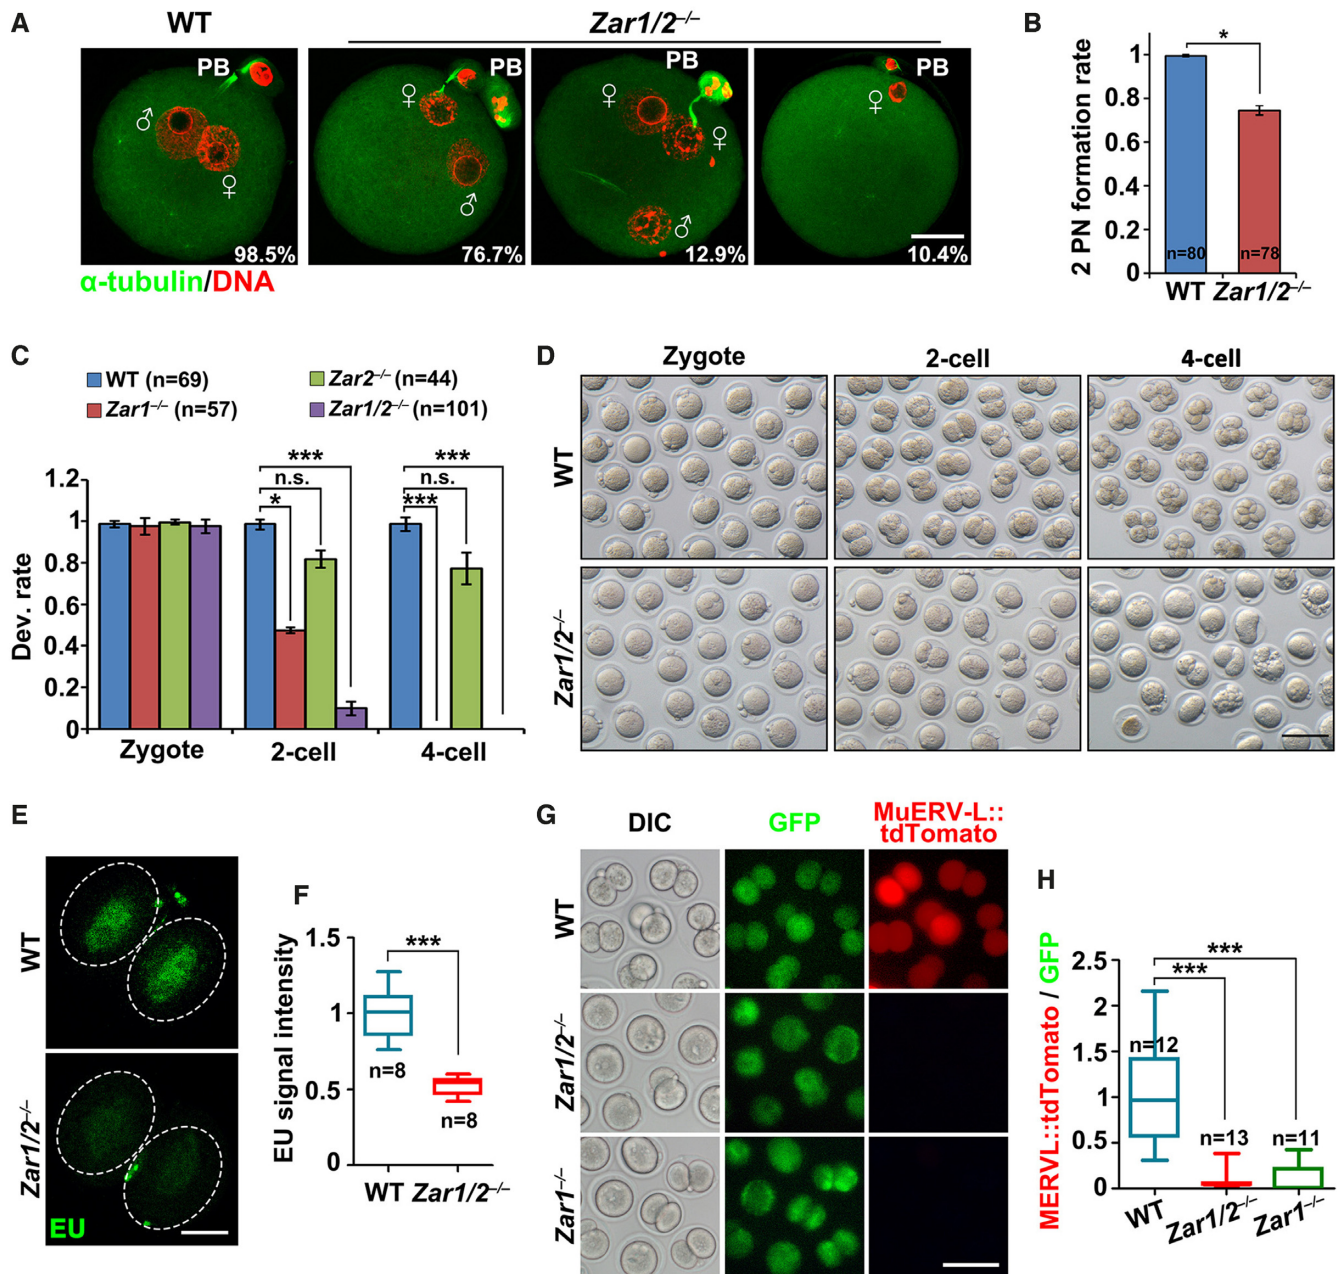 A
WT
Zar1/2–/–
PB
♂
♀
98.5%
PB
♀
♂
76.7%
PB
♀
♀
♂
12.9%
PB
♀
10.4%
α-tubulin/DNA
B
2 PN formation rate
1
0.8
0.6
0.4
0.2
0
*
n=80
n=78
WT Zar1/2–/–
C
WT (n=69)
Zar1–/– (n=57)
Zar2–/– (n=44)
Zar1/2–/– (n=101)
Dev. rate
1.2
1
0.8
0.6
0.4
0.2
0
***
n.s.
*
***
n.s.
***
Zygote
2-cell
4-cell
D
Zygote
2-cell
4-cell
WT
Zar1/2–/–
E
WT
Zar1/2–/–
EU
F
EU signal intensity
1.5
1
0.5
0
***
n=8
n=8
WT Zar1/2–/–
G
DIC
GFP
MuERV-L::
tdTomato
WT
Zar1/2–/–
Zar1–/–
H
MERVL::tdTomato / GFP
2.5
2
1.5
1
0.5
0
***
***
n=12
n=13
n=11
WT
Zar1/2–/–
Zar1–/–